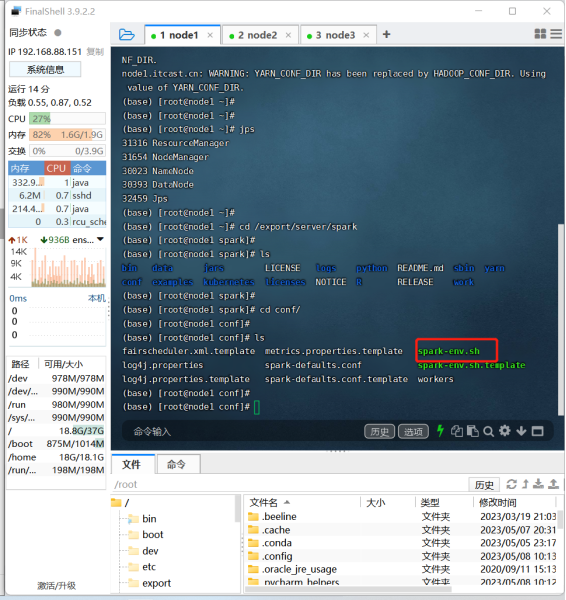 FinalShell 3.9.2.2
同步状态
IP 192.168.88.151 复制
系统信息
运行 14 分
负载 0.55, 0.87, 0.52
CPU 27%
内存 82% 1.6G/1.9G
交换 0% 0/3.9G
内存 CPU 命令
332.9... 1 java
6.2M 0.7 sshd
214.4... 0.7 java
0 0.3 rcu_sche
1K 936B ens...
14K
9K
4K
0ms 本机
0
0
0
路径 可用/大小
/dev 978M/978M
/dev/... 990M/990M
/run 980M/990M
/sys/... 990M/990M
/ 18.8G/37G
/boot 875M/1014M
/home 18G/18.1G
/run/... 198M/198M
激活/升级
1 node1 ×
2 node2 ×
3 node3 ×
+
NF_DIR.
node1.itcast.cn: WARNING: YARN_CONF_DIR has been replaced by HADOOP_CONF_DIR. Using
value of YARN_CONF_DIR.
(base) [root@node1 ~]#
(base) [root@node1 ~]#
(base) [root@node1 ~]# jps
31316 ResourceManager
31654 NodeManager
30023 NameNode
30393 DataNode
32459 Jps
(base) [root@node1 ~]#
(base) [root@node1 ~]# cd /export/server/spark
(base) [root@node1 spark]#
(base) [root@node1 spark]# ls
bin data jars LICENSE logs python README.md sbin yarn
conf examples kubernetes licenses NOTICE R RELEASE work
(base) [root@node1 spark]#
(base) [root@node1 spark]# cd conf/
(base) [root@node1 conf]#
(base) [root@node1 conf]# ls
fairscheduler.xml.template metrics.properties.template spark-env.sh
log4j.properties spark-defaults.conf spark-env.sh.template
log4j.properties.template spark-defaults.conf.template workers
(base) [root@node1 conf]#
(base) [root@node1 conf]#
命令输入 历史 选项
文件 命令
/root 历史
/
bin
boot
dev
etc
export
文件名 大小 类型 修改时间
.beeline 文件夹 2023/03/19 21:03
.cache 文件夹 2023/05/07 20:31
.conda 文件夹 2023/05/05 23:17
.config 文件夹 2023/05/08 10:13
.oracle_jre_usage 文件夹 2020/09/11 15:13
.pycharm_helpers 文件夹 2023/05/08 10:12